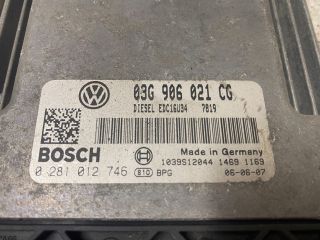 03G 906 021 CG
DIESEL EDC16U34 7819
BOSCH
Made in Germany
1039S12044 1469 1169
0 281 012 746 E10 BPG 06-06-07